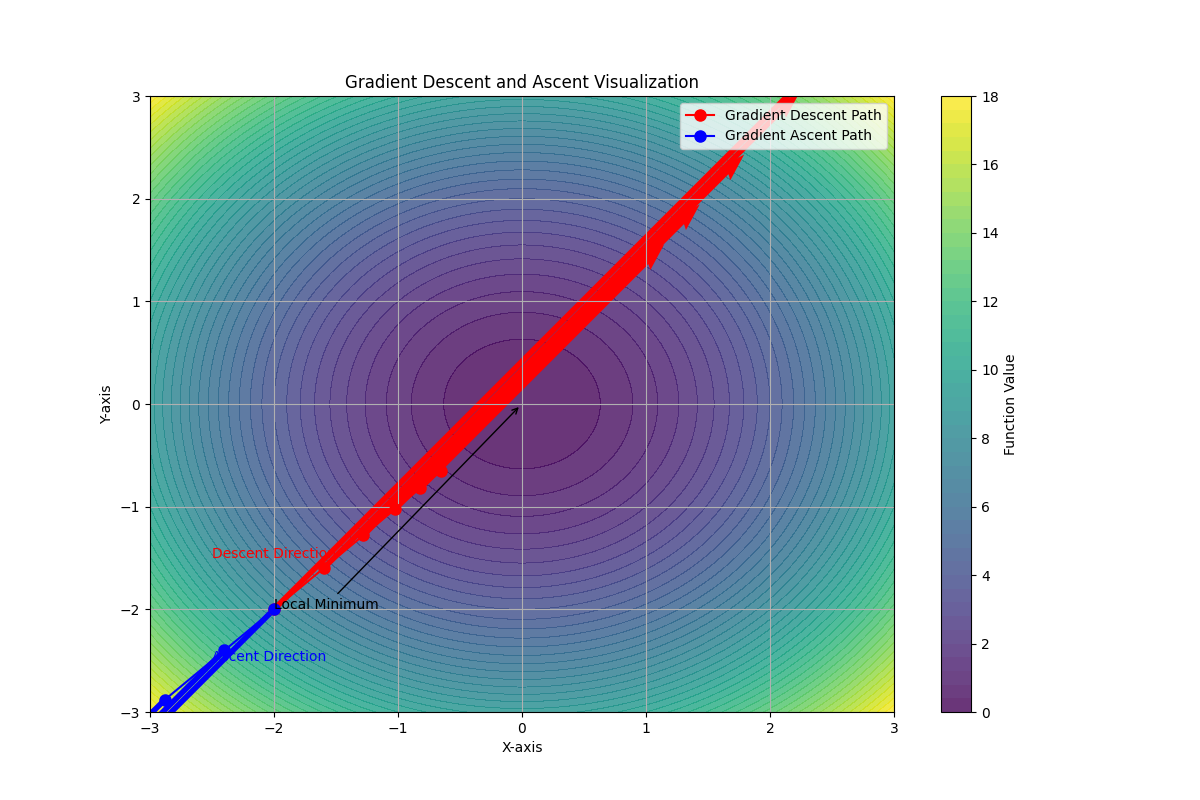 Gradient Descent and Ascent Visualization
Gradient Descent Path
Gradient Ascent Path
3
2
1
0
−1
−2
−3
Y-axis
−3
−2
−1
0
1
2
3
X-axis
Descent Direction
Local Minimum
Ascent Direction
18
16
14
12
10
8
6
4
2
0
Function Value